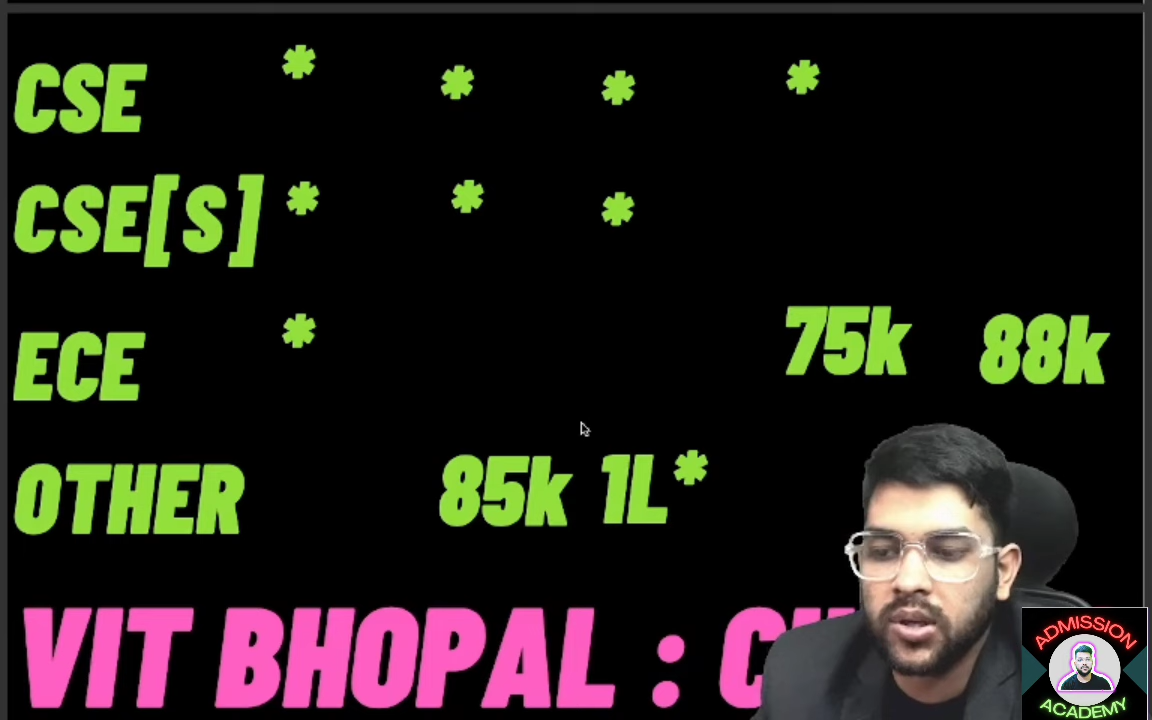 CSE * * * *
CSE[S] * * *
ECE * 75k 88k
OTHER 85k 1L*
VIT BHOPAL :
ADMISSION
ACADEMY